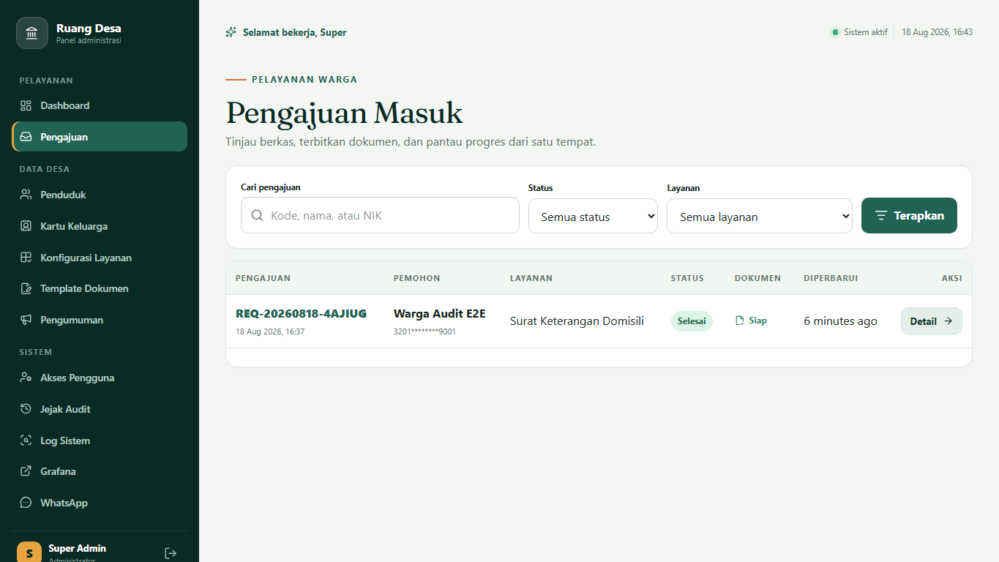 Ruang Desa
Panel administrasi
PELAYANAN
Dashboard
Pengajuan
DATA DESA
Penduduk
Kartu Keluarga
Konfigurasi Layanan
Template Dokumen
Pengumuman
SISTEM
Akses Pengguna
Jejak Audit
Log Sistem
Grafana
WhatsApp
S
Super Admin
Administrator
Selamat bekerja, Super
Sistem aktif
18 Aug 2026, 16:43
PELAYANAN WARGA
Pengajuan Masuk
Tinjau berkas, terbitkan dokumen, dan pantau progres dari satu tempat.
Cari pengajuan
Kode, nama, atau NIK
Status
Semua status
Layanan
Semua layanan
Terapkan
PENGAJUAN PEMOHON LAYANAN STATUS DOKUMEN DIPERBARUI AKSI
REQ-20260818-4AJIUG
18 Aug 2026, 16:37
Warga Audit E2E
3201********9001
Surat Keterangan Domisili
Selesai
Siap
6 minutes ago
Detail